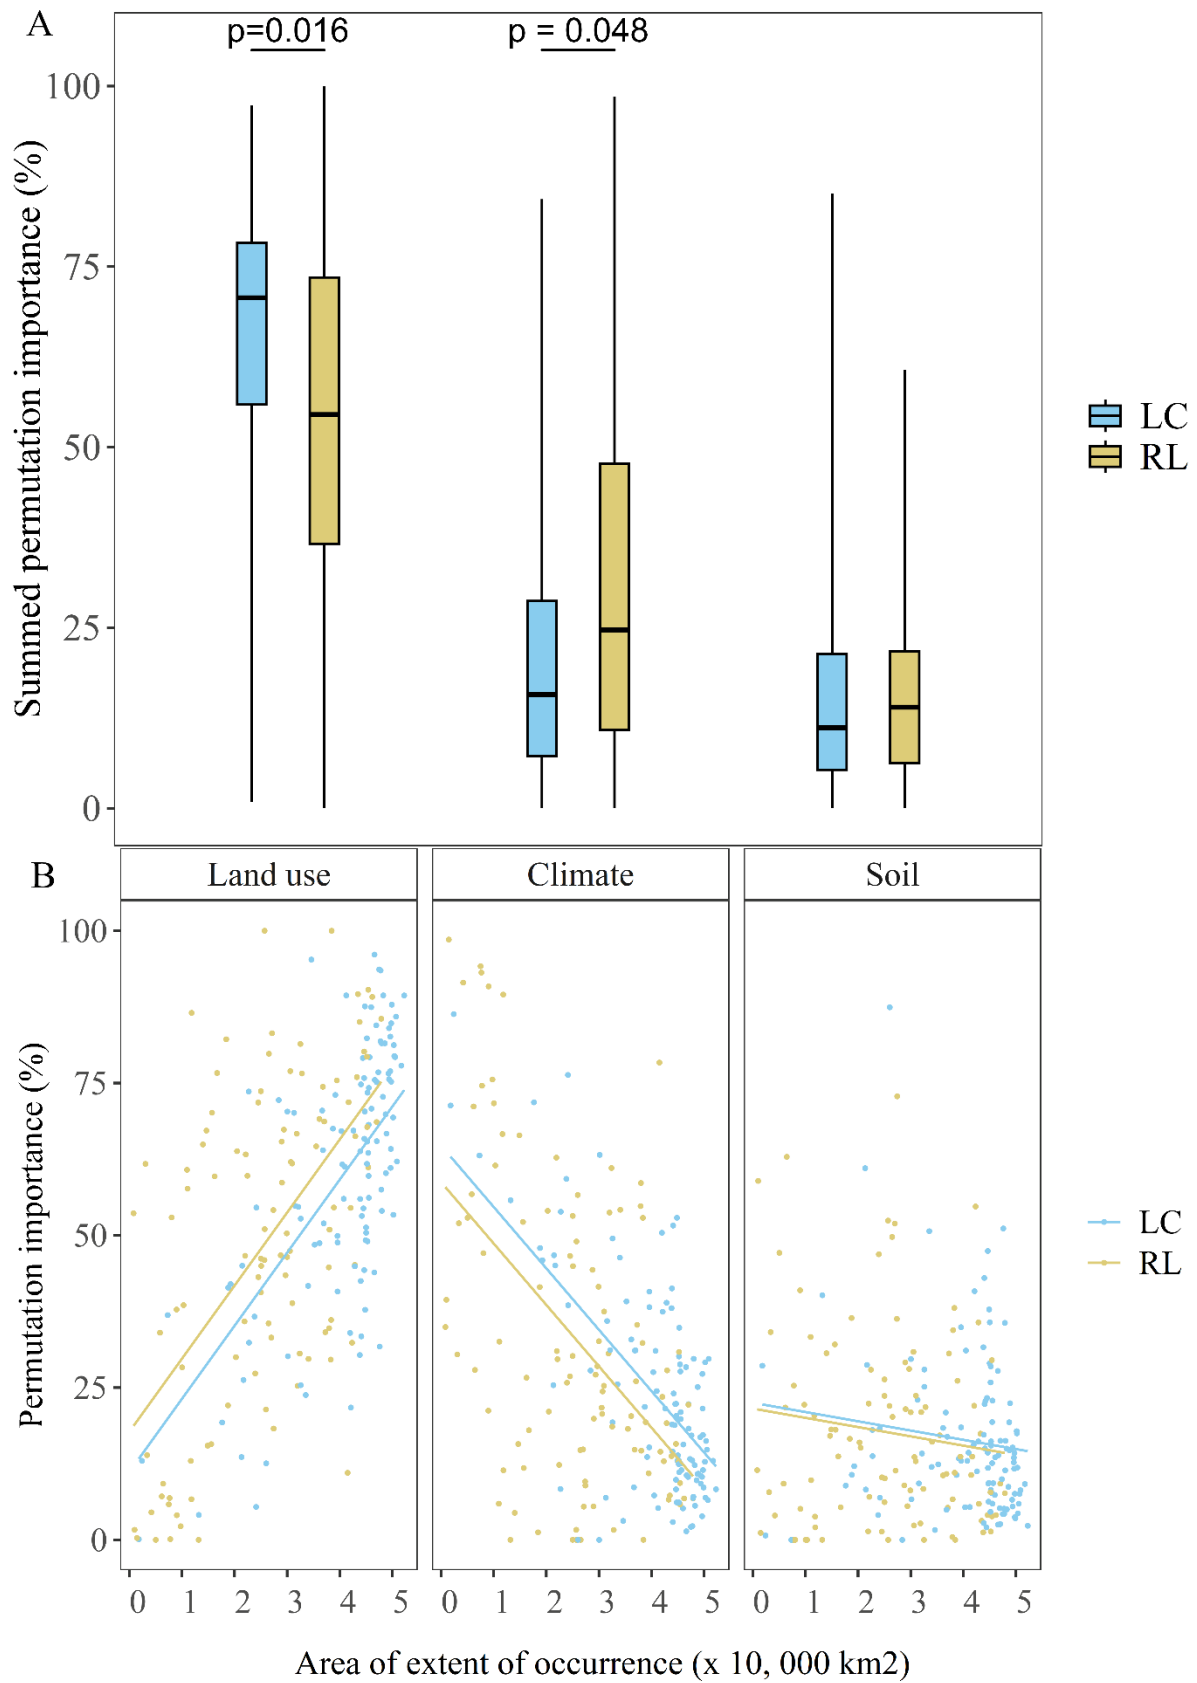 A
p=0.016
p = 0.048
Summed permutation importance (%)
100
75
50
25
0
LC
RL
B
Land use
Climate
Soil
Permutation importance (%)
100
75
50
25
0
LC
RL
0 1 2 3 4 5
0 1 2 3 4 5
0 1 2 3 4 5
Area of extent of occurrence (x 10, 000 km2)